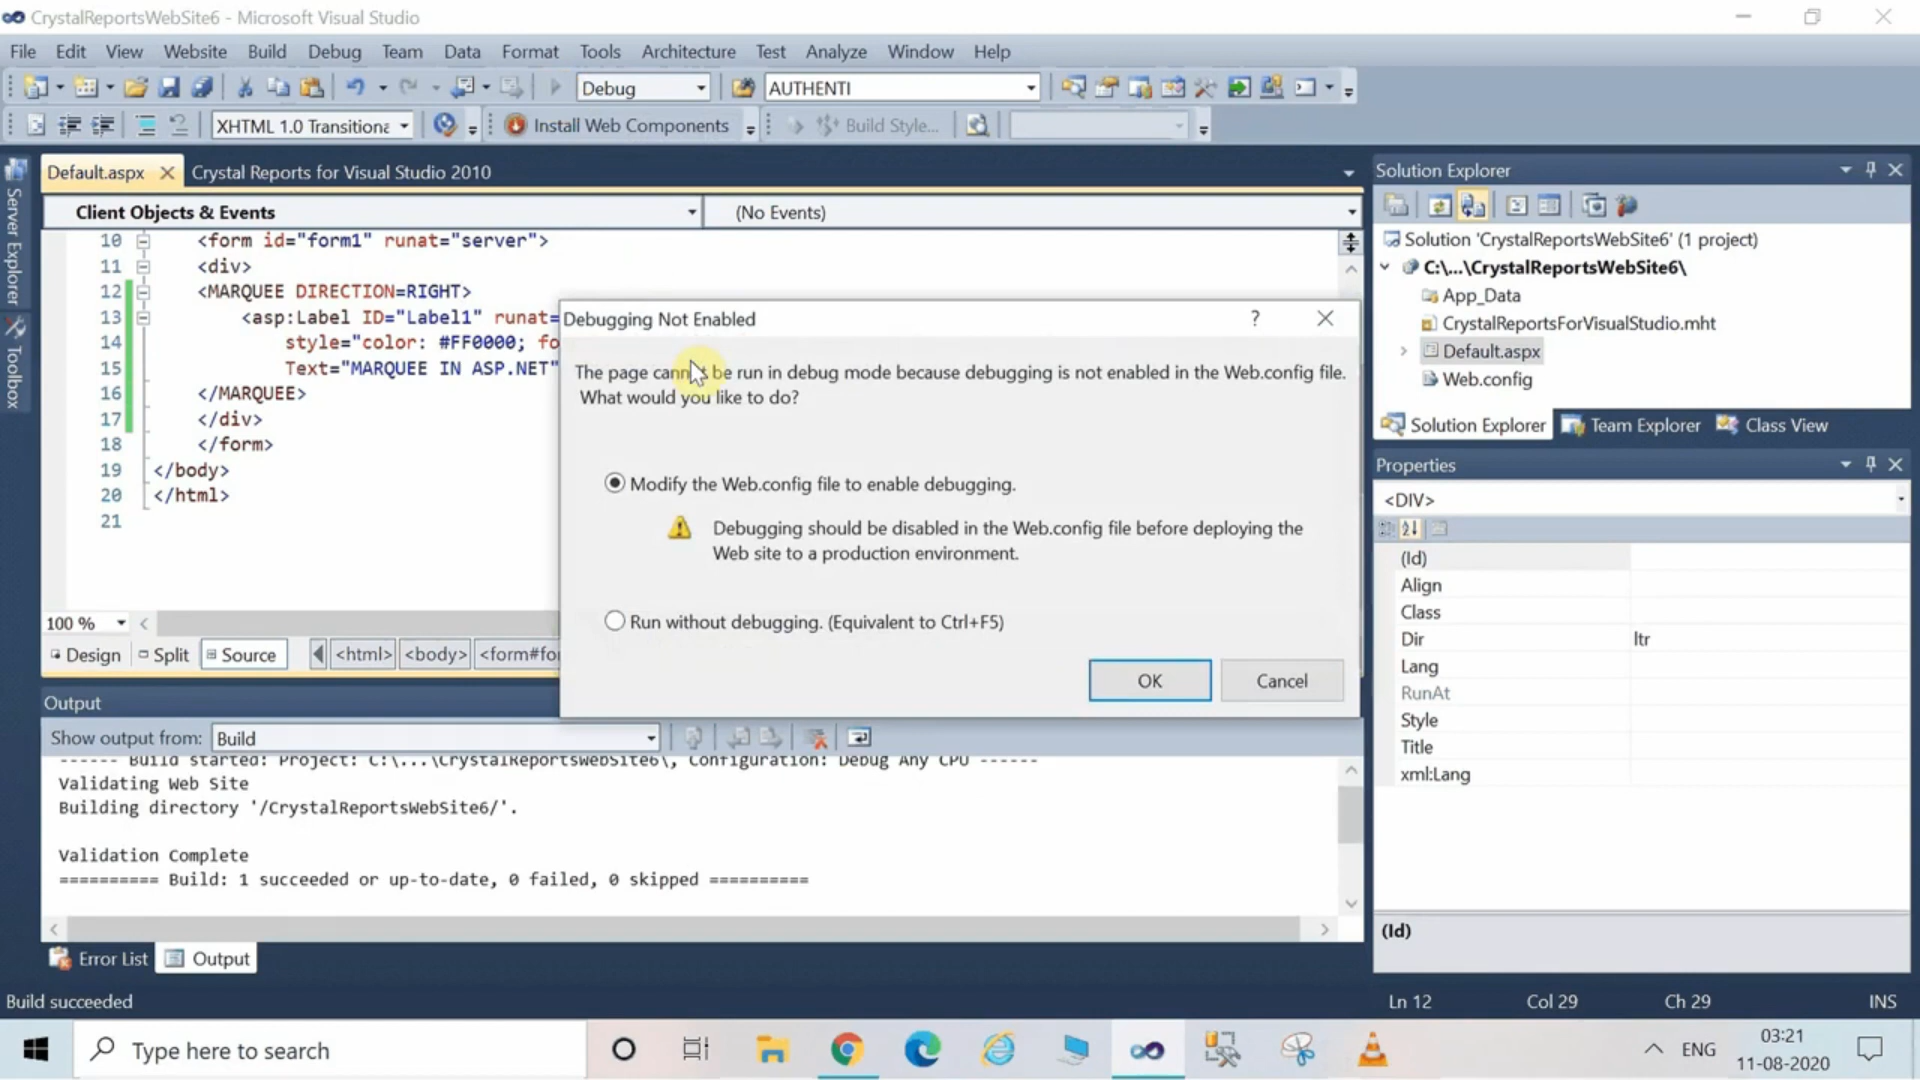 CrystalReportsWebSite6 - Microsoft Visual Studio
File Edit View Website Build Debug Team Data Format Tools Architecture Test Analyze Window Help
Debug AUTHENTI
XHTML 1.0 Transitiona Install Web Components Build Style...
Server Explorer
Toolbox
Default.aspx Crystal Reports for Visual Studio 2010
Client Objects & Events (No Events)
10 <form id="form1" runat="server">
11 <div>
12 <MARQUEE DIRECTION=RIGHT>
13 <asp:Label ID="Label1" runat=
14 style="color: #FF0000; fo
15 Text="MARQUEE IN ASP.NET"
16 </MARQUEE>
17 </div>
18 </form>
19 </body>
20 </html>
21
100 %
Design Split Source <html> <body> <form#fo
Debugging Not Enabled ?
The page cannot be run in debug mode because debugging is not enabled in the Web.config file.
What would you like to do?
Modify the Web.config file to enable debugging.
Debugging should be disabled in the Web.config file before deploying the
Web site to a production environment.
Run without debugging. (Equivalent to Ctrl+F5)
OK Cancel
Output
Show output from: Build
------ Build started: Project: C:\...\CrystalReportsWebSite6\, Configuration: Debug Any CPU ------
Validating Web Site
Building directory '/CrystalReportsWebSite6/'.
Validation Complete
========== Build: 1 succeeded or up-to-date, 0 failed, 0 skipped ==========
Error List Output
Solution Explorer
Solution 'CrystalReportsWebSite6' (1 project)
C:\...\CrystalReportsWebSite6\
App_Data
CrystalReportsForVisualStudio.mht
Default.aspx
Web.config
Solution Explorer Team Explorer Class View
Properties
<DIV>
(Id)
Align
Class
Dir ltr
Lang
RunAt
Style
Title
xml:Lang
(Id)
Build succeeded Ln 12 Col 29 Ch 29 INS
Type here to search
ENG
03:21
11-08-2020